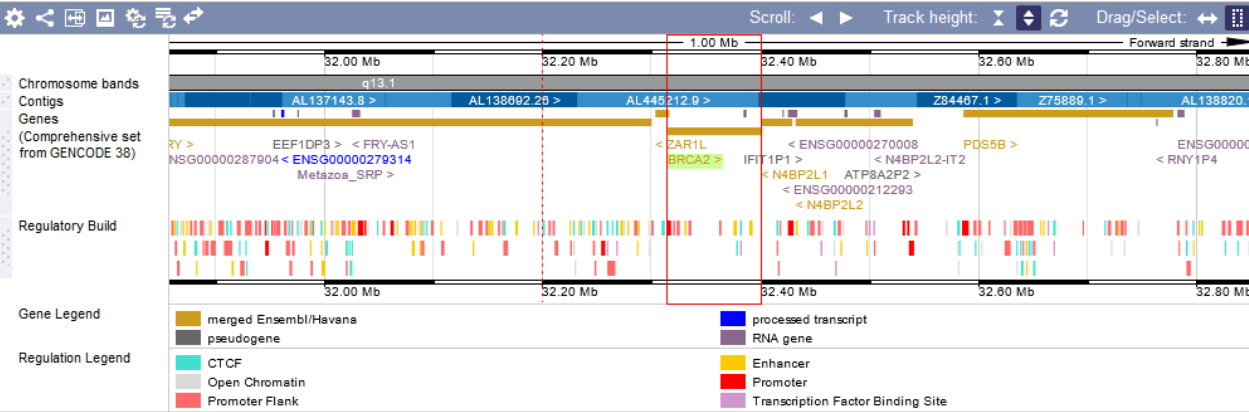 Scroll: Track height: Drag/Select:
1.00 Mb Forward strand
32.00 Mb 32.20 Mb 32.40 Mb 32.60 Mb 32.80 Mb
Chromosome bands q13.1
Contigs AL137143.8 > AL138692.26 > AL445212.9 > Z84467.1 > Z75889.1 > AL138820.
Genes
(Comprehensive set
from GENCODE 38)
RY > EEF1DP3 > < FRY-AS1 < ZAR1L < ENSG00000270008 PDS5B > ENSG00000
NSG00000287904 < ENSG00000279314 BRCA2 > IFIT1P1 > < N4BP2L2-IT2 < RNY1P4
Metazoa_SRP > < N4BP2L1 ATP8A2P2 >
< ENSG00000212293
< N4BP2L2
Regulatory Build
32.00 Mb 32.20 Mb 32.40 Mb 32.60 Mb 32.80 Mb
Gene Legend
merged Ensembl/Havana processed transcript
pseudogene RNA gene
Regulation Legend
CTCF Enhancer
Open Chromatin Promoter
Promoter Flank Transcription Factor Binding Site